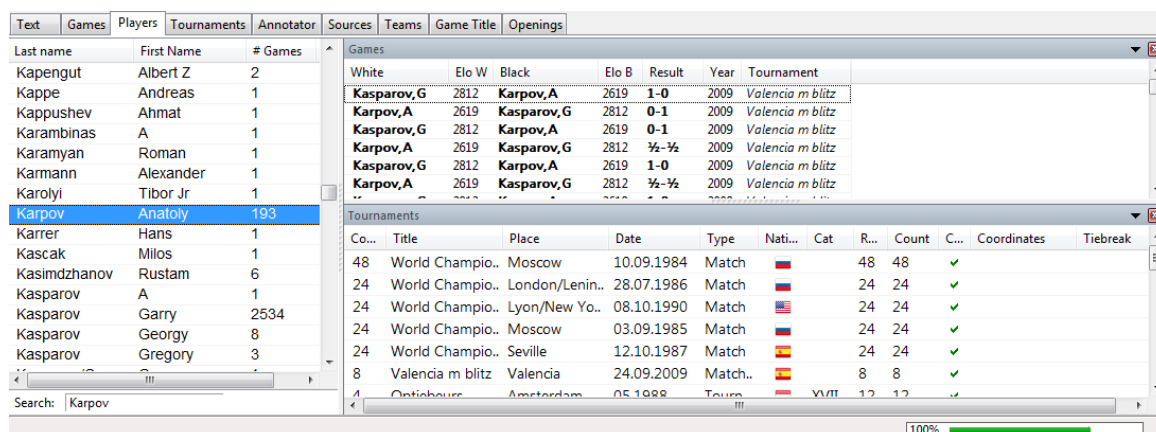 Text Games Players Tournaments Annotator Sources Teams Game Title Openings
Last name First Name # Games
Kapengut Albert Z 2
Kappe Andreas 1
Kappushev Ahmat 1
Karambinas A 1
Karamyan Roman 1
Karmann Alexander 1
Karolyi Tibor Jr 1
Karpov Anatoly 193
Karrer Hans 1
Kascak Milos 1
Kasimdzhanov Rustam 6
Kasparov A 1
Kasparov Garry 2534
Kasparov Georgy 8
Kasparov Gregory 3
Search: Karpov
Games
White Elo W Black Elo B Result Year Tournament
Kasparov,G 2812 Karpov,A 2619 1-0 2009 Valencia m blitz
Karpov,A 2619 Kasparov,G 2812 0-1 2009 Valencia m blitz
Kasparov,G 2812 Karpov,A 2619 0-1 2009 Valencia m blitz
Karpov,A 2619 Kasparov,G 2812 ½-½ 2009 Valencia m blitz
Kasparov,G 2812 Karpov,A 2619 1-0 2009 Valencia m blitz
Karpov,A 2619 Kasparov,G 2812 ½-½ 2009 Valencia m blitz
Tournaments
Co... Title Place Date Type Nati... Cat R... Count C... Coordinates Tiebreak
48 World Champio.. Moscow 10.09.1984 Match 48 48
24 World Champio.. London/Lenin.. 28.07.1986 Match 24 24
24 World Champio.. Lyon/New Yo.. 08.10.1990 Match 24 24
24 World Champio.. Moscow 03.09.1985 Match 24 24
24 World Champio.. Seville 12.10.1987 Match 24 24
8 Valencia m blitz Valencia 24.09.2009 Match.. 8 8
4 Optiebeurs Amsterdam 05.1988 Tourn XVII 12 12
100%